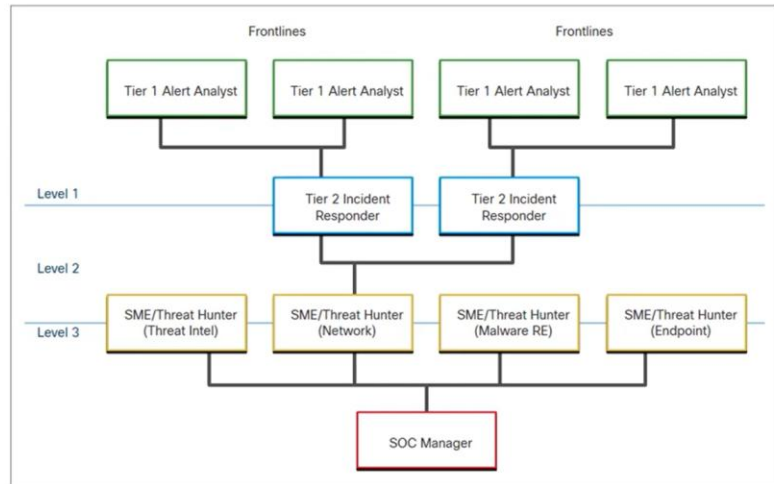 Frontlines
Frontlines
Tier 1 Alert Analyst
Tier 1 Alert Analyst
Tier 1 Alert Analyst
Tier 1 Alert Analyst
Level 1
Tier 2 Incident
Responder
Tier 2 Incident
Responder
Level 2
SME/Threat Hunter
(Threat Intel)
SME/Threat Hunter
(Network)
SME/Threat Hunter
(Malware RE)
SME/Threat Hunter
(Endpoint)
Level 3
SOC Manager